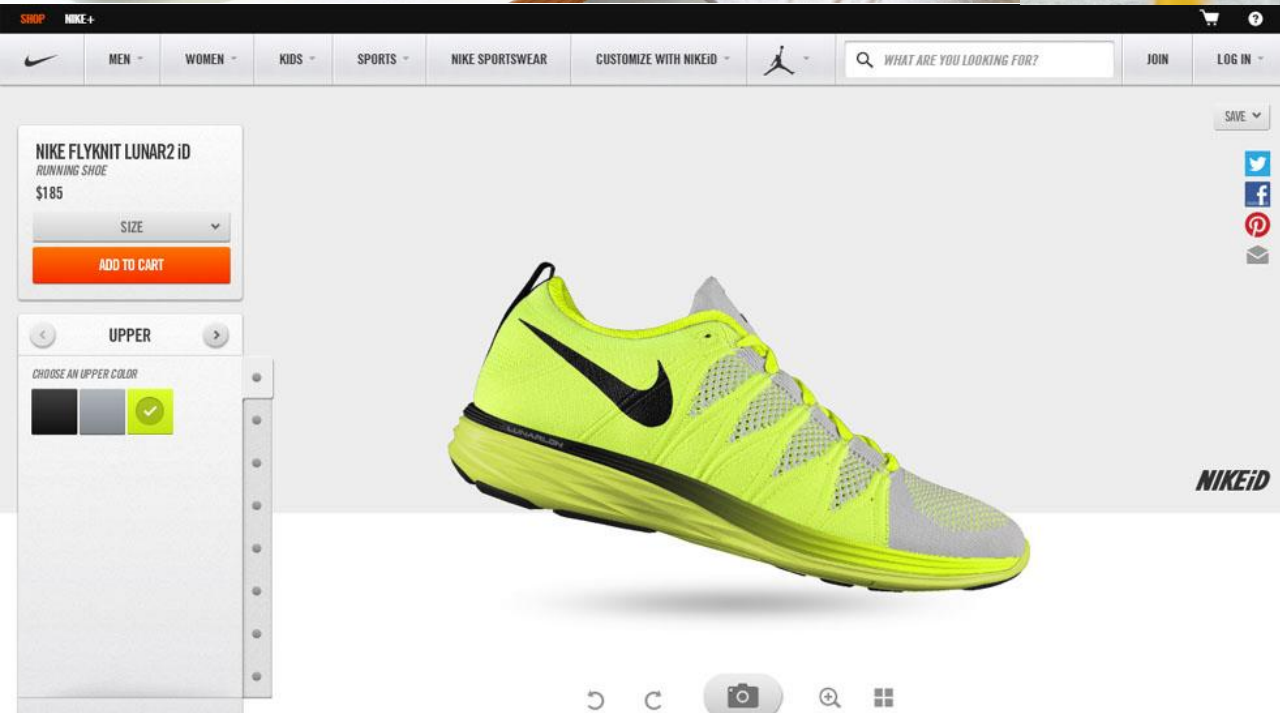 SHOP NIKE+
MEN WOMEN KIDS SPORTS NIKE SPORTSWEAR CUSTOMIZE WITH NIKEiD WHAT ARE YOU LOOKING FOR? JOIN LOG IN
SAVE
NIKE FLYKNIT LUNAR2 iD
RUNNING SHOE
$185
SIZE
ADD TO CART
UPPER
CHOOSE AN UPPER COLOR
LUNARLON
NIKEiD